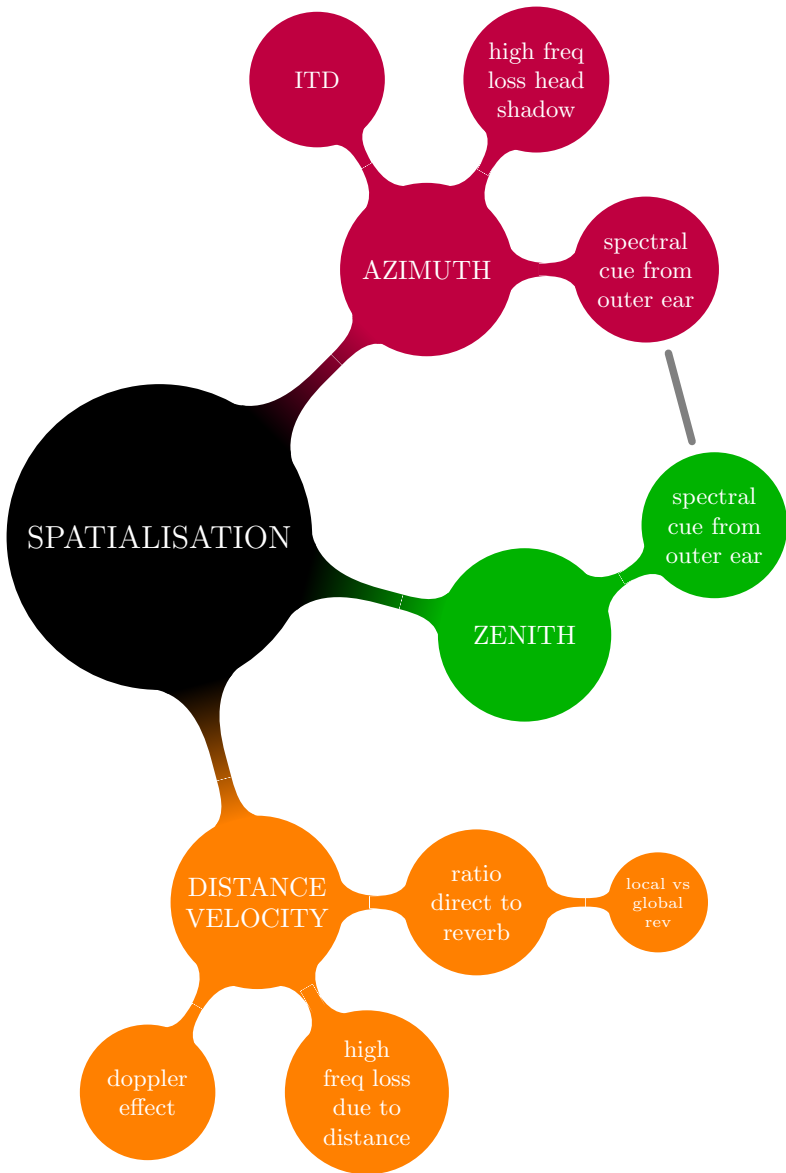 ITD
high freq
loss head
shadow
AZIMUTH
spectral
cue from
outer ear
SPATIALISATION
spectral
cue from
outer ear
ZENITH
DISTANCE
VELOCITY
ratio
direct to
reverb
local vs
global
rev
doppler
effect
high
freq loss
due to
distance